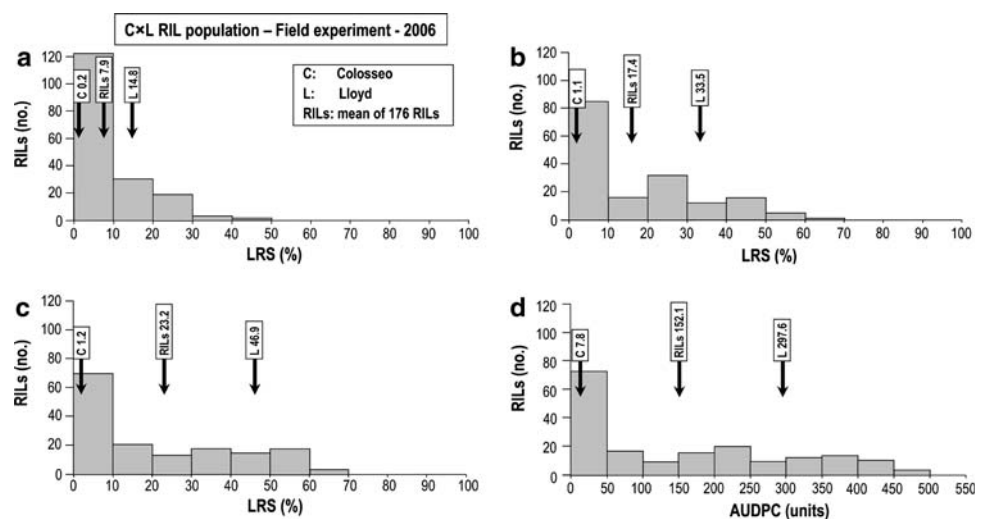 C×L RIL population – Field experiment - 2006
C: Colosseo
L: Lloyd
RILs: mean of 176 RILs
a
RILs (no.)
120
100
80
60
40
20
0
C 0.2
RILs 7.9
L 14.8
0 10 20 30 40 50 60 70 80 90 100
LRS (%)
b
RILs (no.)
120
100
80
60
40
20
0
C 1.1
RILs 17.4
L 33.5
0 10 20 30 40 50 60 70 80 90 100
LRS (%)
c
RILs (no.)
120
100
80
60
40
20
0
C 1.2
RILs 23.2
L 46.9
0 10 20 30 40 50 60 70 80 90 100
LRS (%)
d
RILs (no.)
120
100
80
60
40
20
0
C 7.8
RILs 152.1
L 297.6
0 50 100 150 200 250 300 350 400 450 500 550
AUDPC (units)